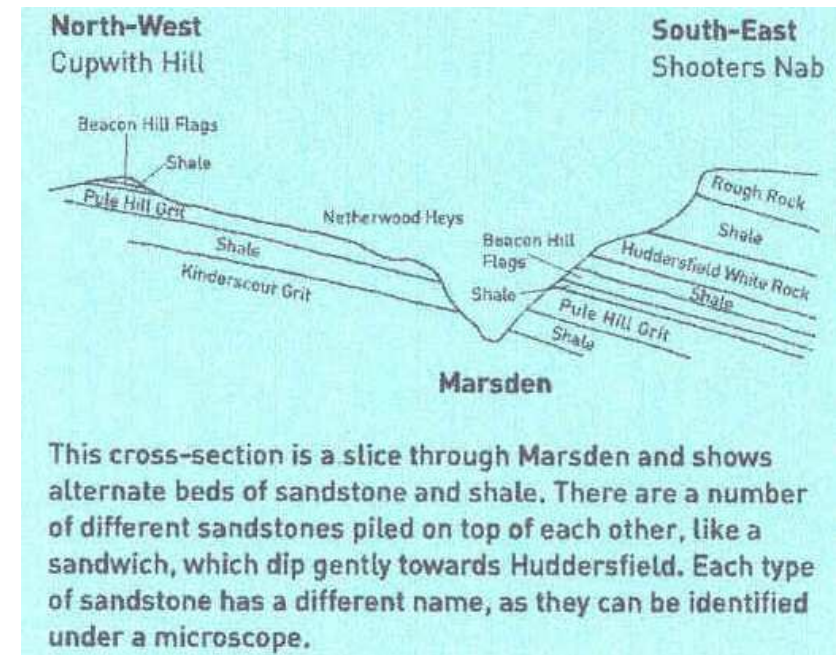 North-West
Cupwith Hill
South-East
Shooters Nab
Beacon Hill Flags
Shale
Pule Hill Grit
Netherwood Heys
Shale
Kinderscout Grit
Rough Rock
Shale
Beacon Hill
Flags
Huddersfield White Rock
Shale
Shale
Pule Hill Grit
Shale
Marsden
This cross-section is a slice through Marsden and shows
alternate beds of sandstone and shale. There are a number
of different sandstones piled on top of each other, like a
sandwich, which dip gently towards Huddersfield. Each type
of sandstone has a different name, as they can be identified
under a microscope.